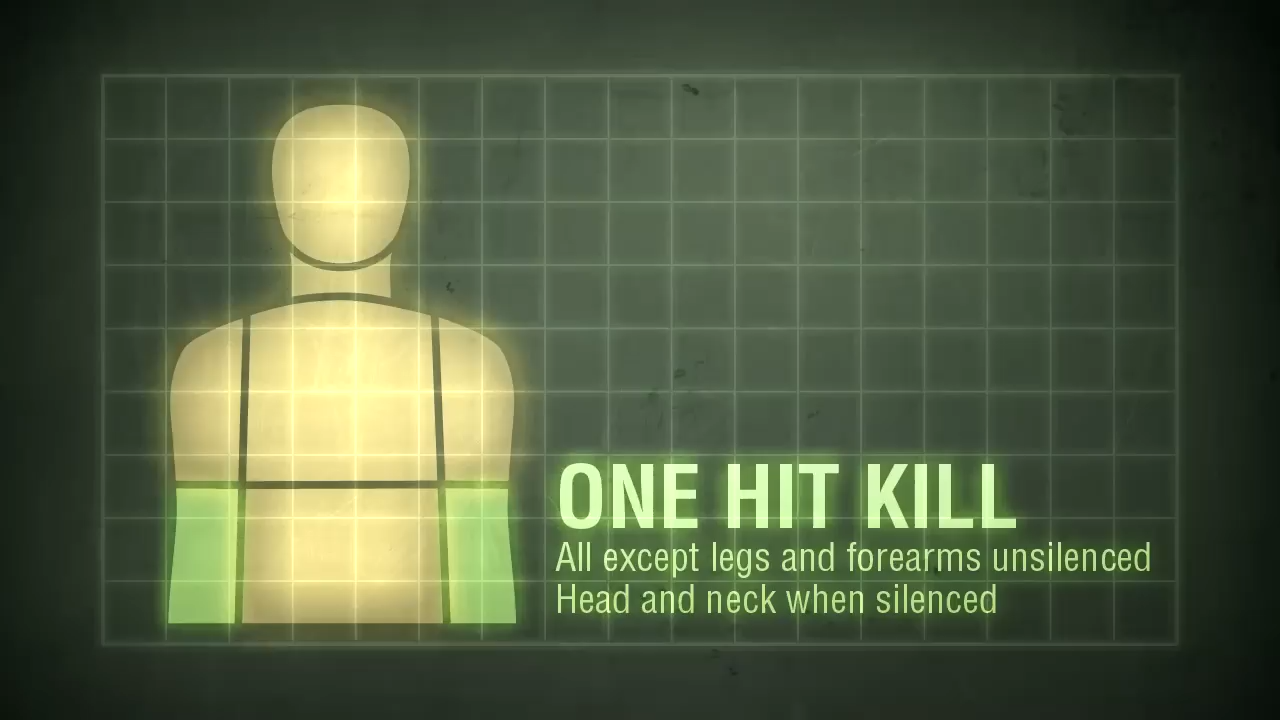 ONE HIT KILL
All except legs and forearms unsilenced
Head and neck when silenced